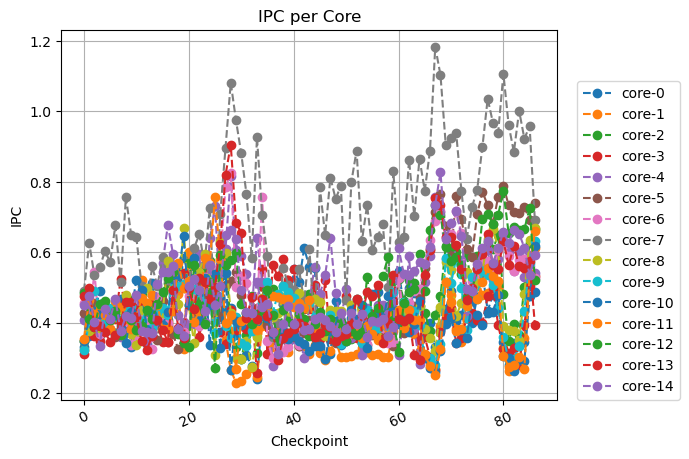 IPC per Core
1.2
1.0
0.8
0.6
0.4
0.2
IPC
0
20
40
60
80
Checkpoint
core-0
core-1
core-2
core-3
core-4
core-5
core-6
core-7
core-8
core-9
core-10
core-11
core-12
core-13
core-14